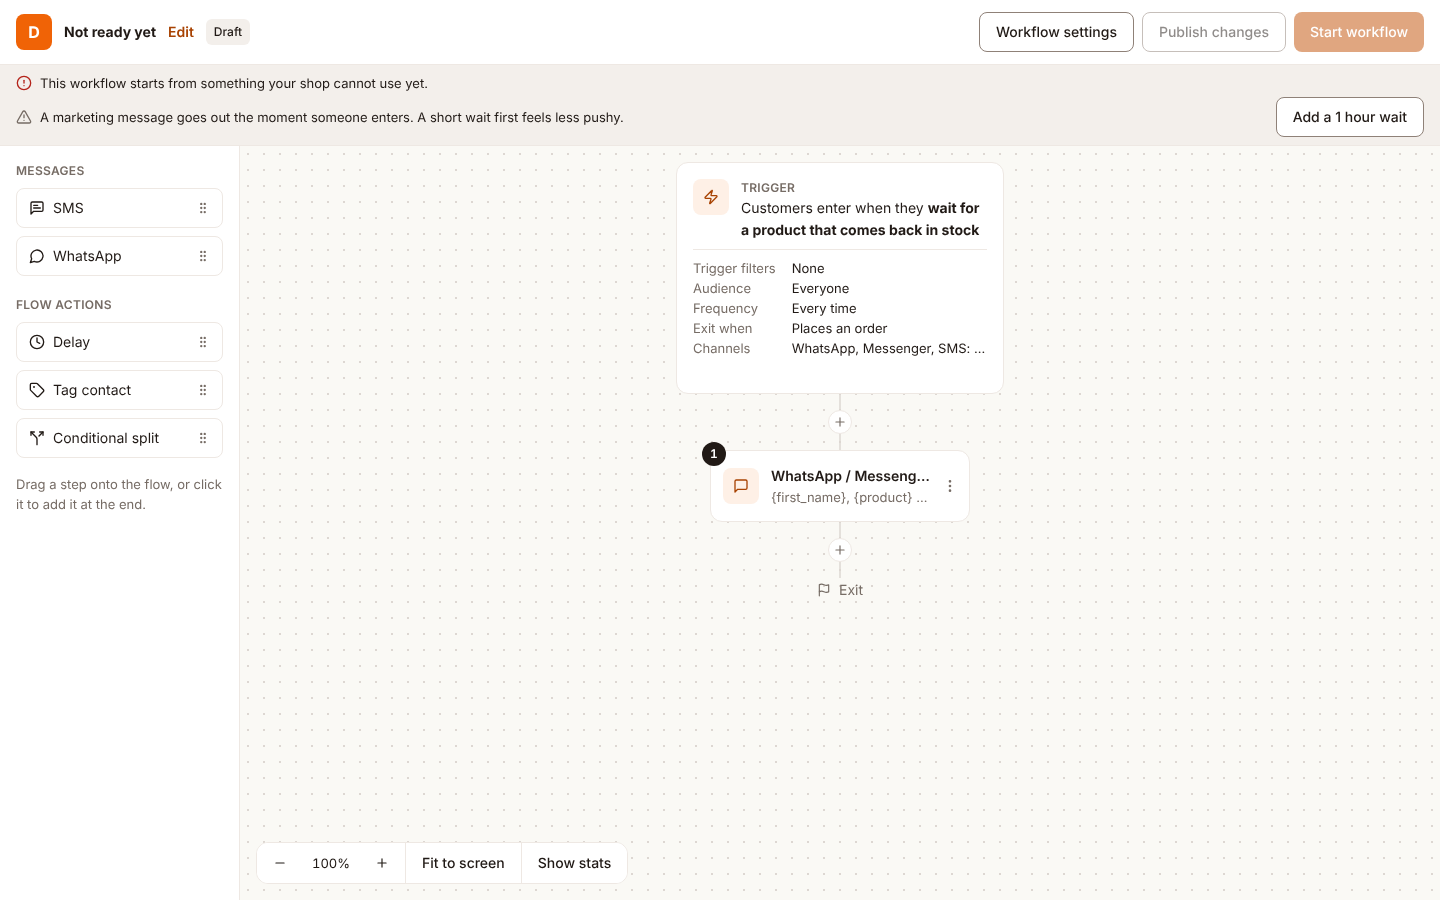 D
Not ready yet Edit Draft
Workflow settings Publish changes Start workflow
This workflow starts from something your shop cannot use yet.
A marketing message goes out the moment someone enters. A short wait first feels less pushy.
Add a 1 hour wait
MESSAGES
SMS
WhatsApp
FLOW ACTIONS
Delay
Tag contact
Conditional split
Drag a step onto the flow, or click
it to add it at the end.
TRIGGER
Customers enter when they wait for
a product that comes back in stock
Trigger filters None
Audience Everyone
Frequency Every time
Exit when Places an order
Channels WhatsApp, Messenger, SMS: ...
1
WhatsApp / Messeng...
{first_name}, {product} ...
Exit
100% Fit to screen Show stats